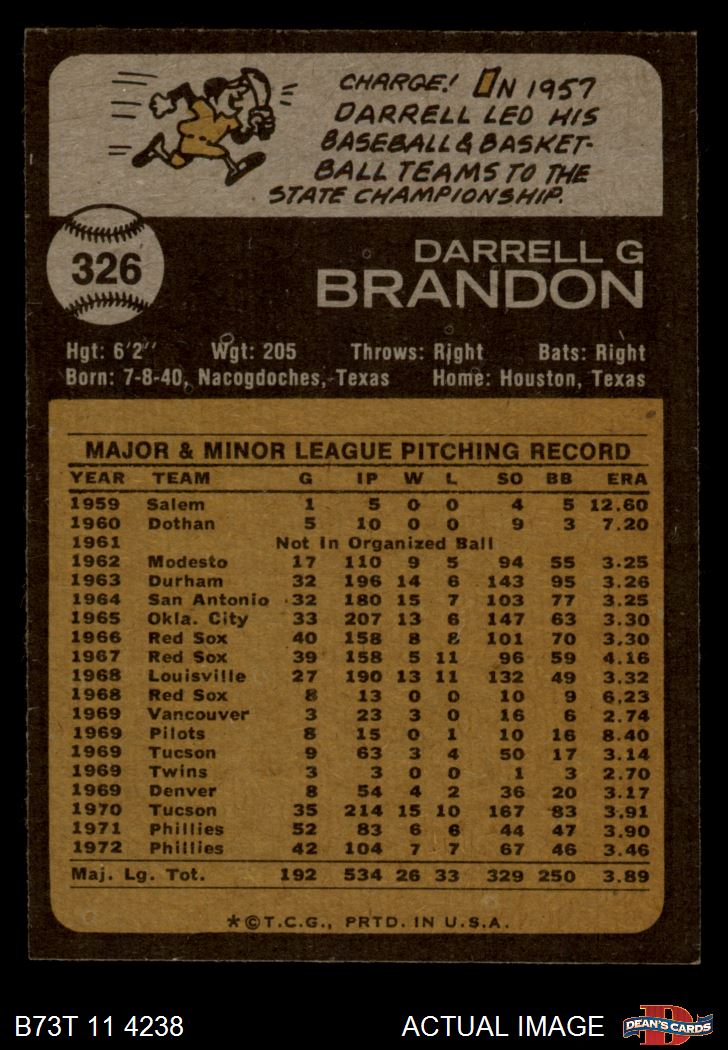 CHARGE! IN 1957
DARRELL LED HIS
BASEBALL & BASKET-
BALL TEAMS TO THE
STATE CHAMPIONSHIP.
326
DARRELL G
BRANDON
Hgt: 6'2'' Wgt: 205 Throws: Right Bats: Right
Born: 7-8-40, Nacogdoches, Texas Home: Houston, Texas
MAJOR & MINOR LEAGUE PITCHING RECORD
YEAR TEAM G IP W L SO BB ERA
1959 Salem 1 5 0 0 4 5 12.60
1960 Dothan 5 10 0 0 9 3 7.20
1961 Not In Organized Ball
1962 Modesto 17 110 9 5 94 55 3.25
1963 Durham 32 196 14 6 143 95 3.26
1964 San Antonio 32 180 15 7 103 77 3.25
1965 Okla. City 33 207 13 6 147 63 3.30
1966 Red Sox 40 158 8 8 101 70 3.30
1967 Red Sox 39 158 5 11 96 59 4.16
1968 Louisville 27 190 13 11 132 49 3.32
1968 Red Sox 8 13 0 0 10 9 6.23
1969 Vancouver 3 23 3 0 16 6 2.74
1969 Pilots 8 15 0 1 10 16 8.40
1969 Tucson 9 63 3 4 50 17 3.14
1969 Twins 3 3 0 0 1 3 2.70
1969 Denver 8 54 4 2 36 20 3.17
1970 Tucson 35 214 15 10 167 83 3.91
1971 Phillies 52 83 6 6 44 47 3.90
1972 Phillies 42 104 7 7 67 46 3.46
Maj. Lg. Tot. 192 534 26 33 329 250 3.89
*©T.C.G., PRTD. IN U.S.A.
B73T 11 4238 ACTUAL IMAGE
D
DEAN'S CARDS